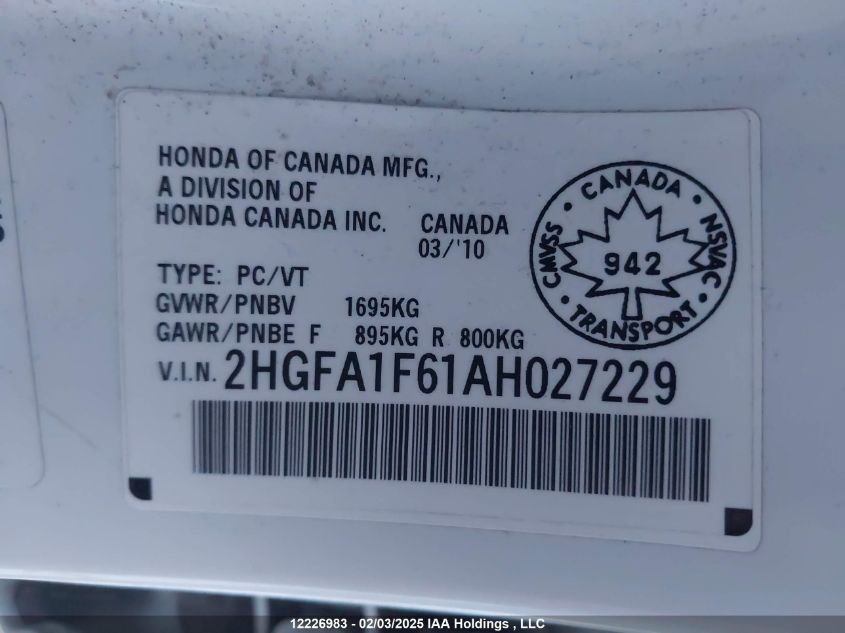 HONDA OF CANADA MFG.,
A DIVISION OF
HONDA CANADA INC. CANADA
03/'10
TYPE: PC/VT
GVWR/PNBV 1695KG
GAWR/PNBE F 895KG R 800KG
V.I.N. 2HGFA1F61AH027229
· CANADA ·
CMVSS 942 NSVAC
· TRANSPORT ·
12226983 - 02/03/2025 IAA Holdings , LLC